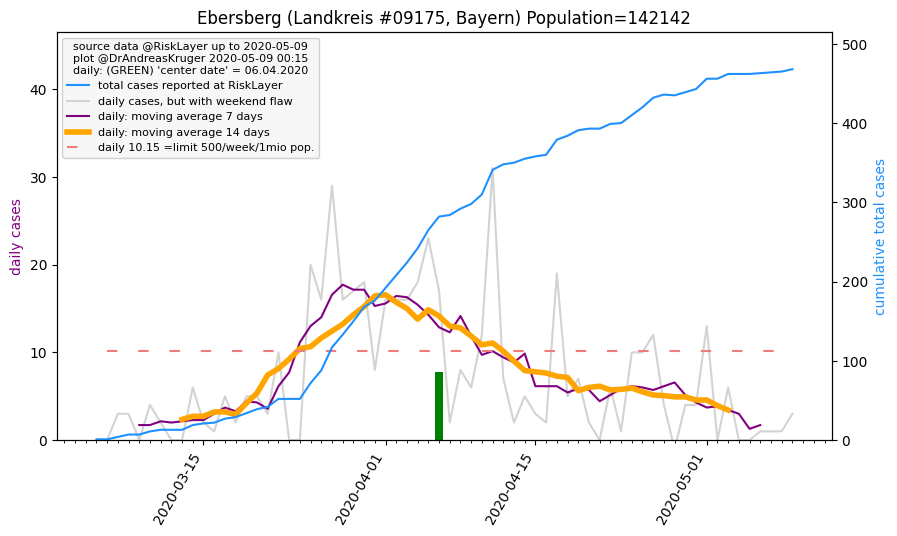 Ebersberg (Landkreis #09175, Bayern) Population=142142
source data @RiskLayer up to 2020-05-09
plot @DrAndreasKruger 2020-05-09 00:15
daily: (GREEN) 'center date' = 06.04.2020
total cases reported at RiskLayer
daily cases, but with weekend flaw
daily: moving average 7 days
daily: moving average 14 days
daily 10.15 =limit 500/week/1mio pop.
daily cases
40
30
20
10
0
cumulative total cases
500
400
300
200
100
0
2020-03-15
2020-04-01
2020-04-15
2020-05-01